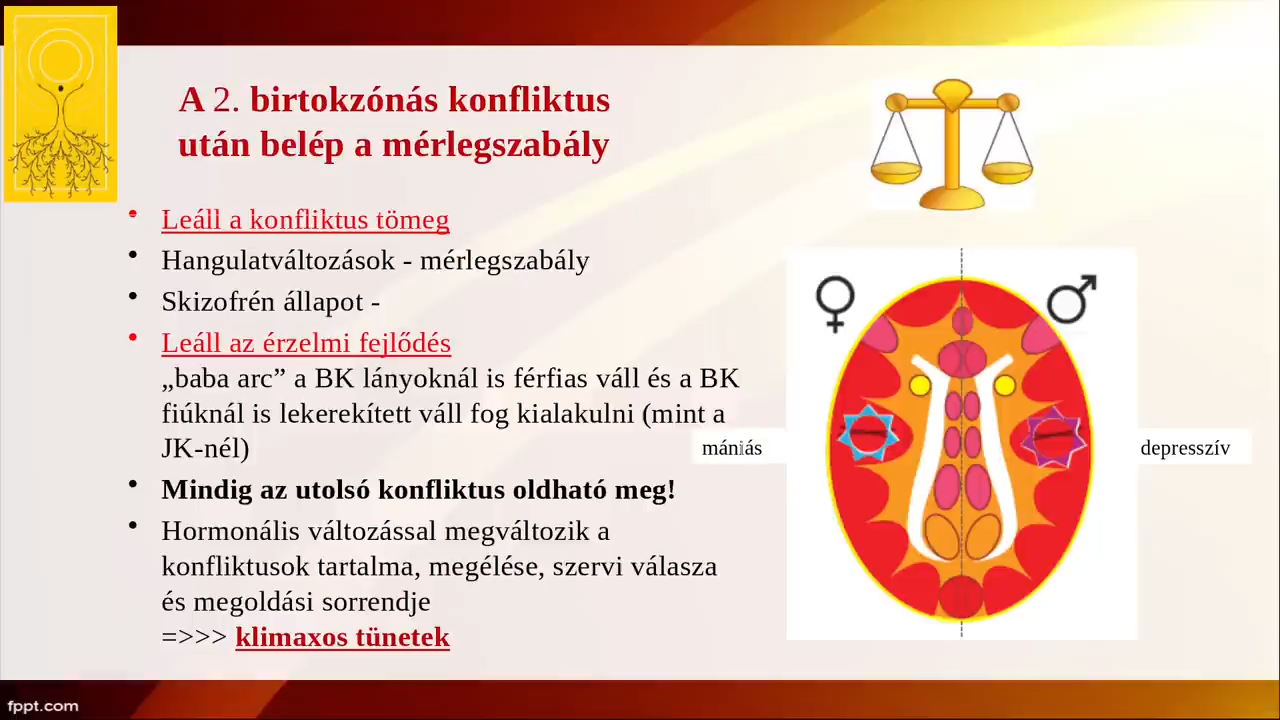 A 2. birtokzónás konfliktus
után belép a mérlegszabály
• Leáll a konfliktus tömeg
• Hangulatváltozások - mérlegszabály
• Skizofrén állapot -
• Leáll az érzelmi fejlődés
„baba arc” a BK lányoknál is férfias váll és a BK
fiúknál is lekerekített váll fog kialakulni (mint a
JK-nél)
• Mindig az utolsó konfliktus oldható meg!
• Hormonális változással megváltozik a
konfliktusok tartalma, megélése, szervi válasza
és megoldási sorrendje
=>>> klimaxos tünetek
mániás
depresszív
fppt.com